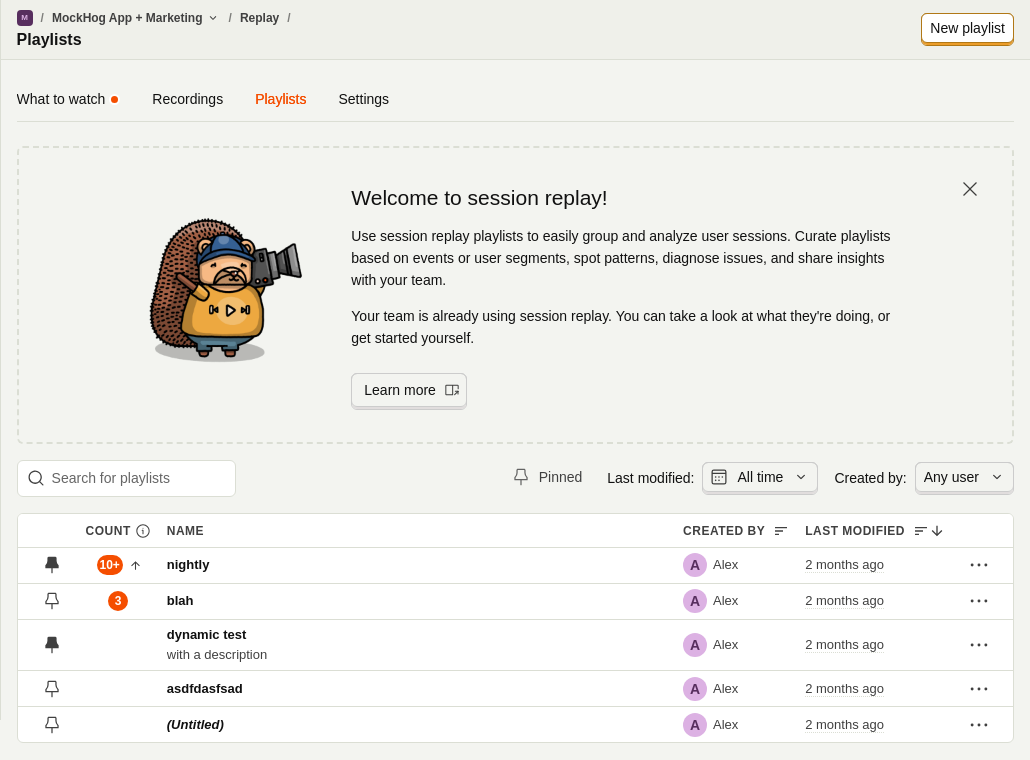 M / MockHog App + Marketing / Replay /
Playlists
New playlist
What to watch Recordings Playlists Settings
Welcome to session replay!
Use session replay playlists to easily group and analyze user sessions. Curate playlists
based on events or user segments, spot patterns, diagnose issues, and share insights
with your team.
Your team is already using session replay. You can take a look at what they're doing, or
get started yourself.
Learn more
Search for playlists Pinned Last modified: All time Created by: Any user
COUNT NAME CREATED BY LAST MODIFIED
10+ nightly A Alex 2 months ago
3 blah A Alex 2 months ago
dynamic test
with a description A Alex 2 months ago
asdfdasfsad A Alex 2 months ago
(Untitled) A Alex 2 months ago